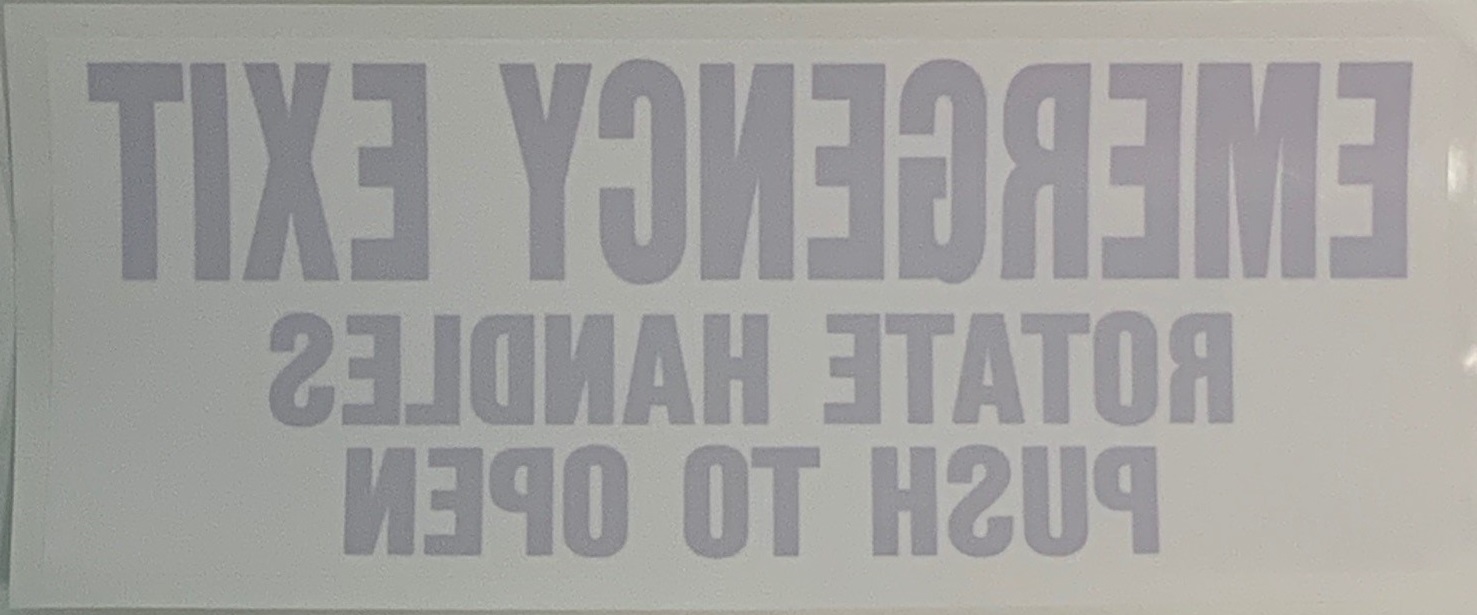 EMERGENCY EXIT
ROTATE HANDLES
PUSH TO OPEN